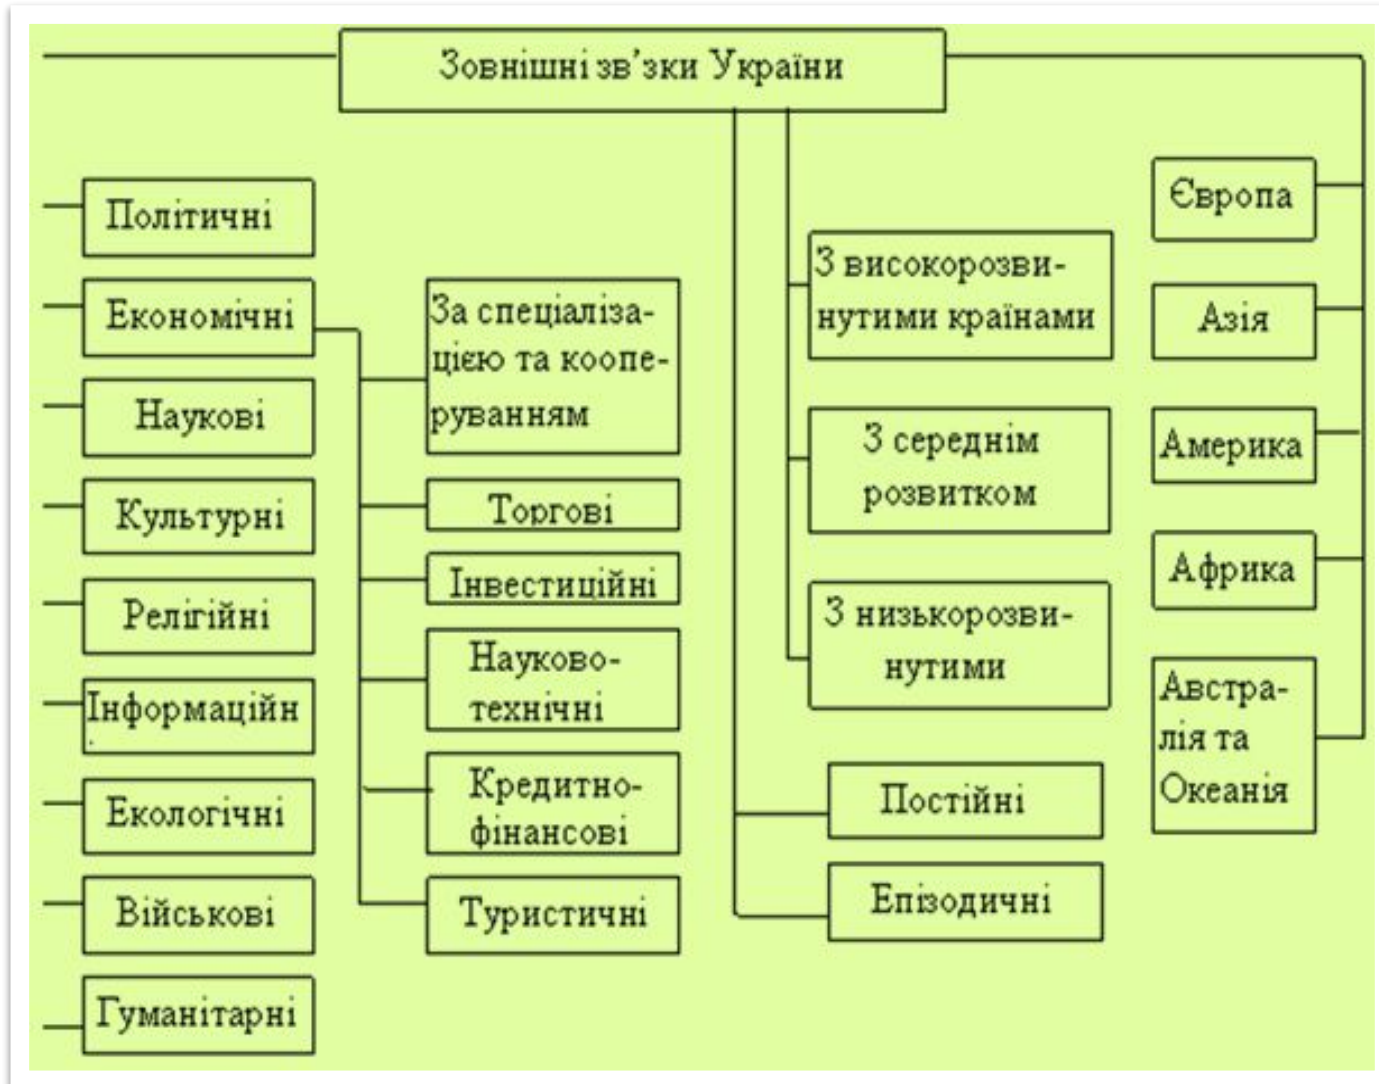 Зовнішні зв’зки України
Політичні
Економічні
Наукові
Культурні
Релігійні
Інформаційн
Екологічні
Військові
Гуманітарні
За спеціаліза-
цією та коопе-
руванням
Торгові
Інвестиційні
Науково-
технічні
Кредитно-
фінансові
Туристичні
З високорозви-
нутими країнами
З середнім
розвитком
З низькорозви-
нутими
Постійні
Епізодичні
Європа
Азія
Америка
Африка
Австра-
лія та
Океанія